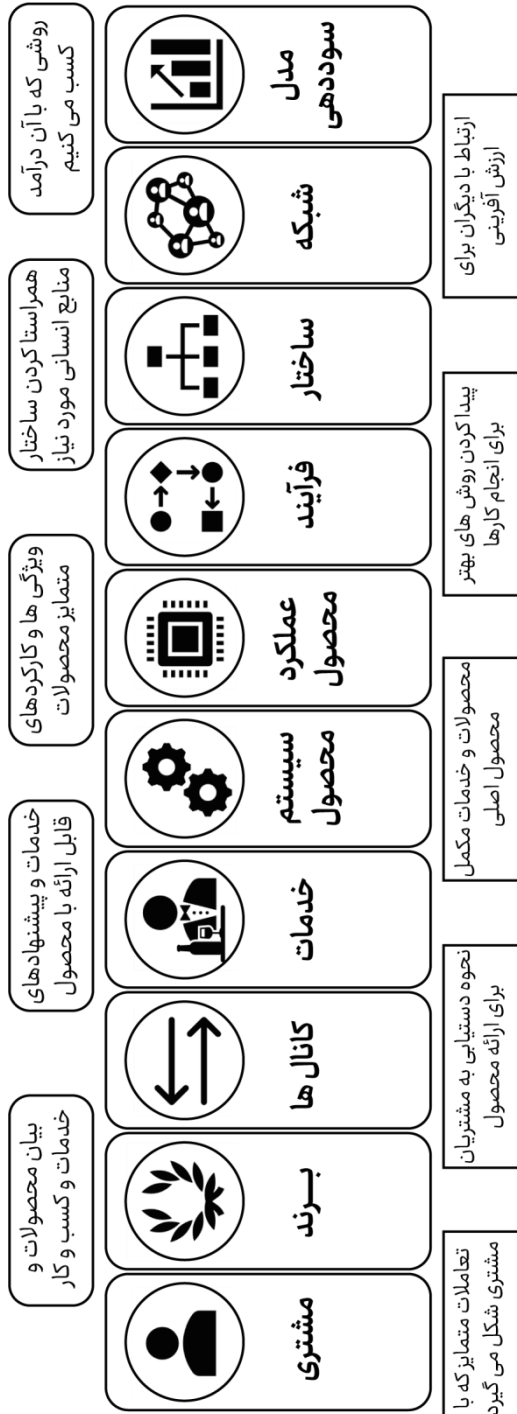 روشی که با آن درآمد
کسب می کنیم
همراستا کردن ساختار
منابع انسانی مورد نیاز
ویژگی ها و کارکردهای
متمایز محصولات
خدمات و پیشنهادهای
قابل ارائه با محصول
بیان محصولات و
خدمات و کسب و کار
مدل
سوددهی
شبکه
ساختار
فرآیند
عملکرد
محصول
سیستم
محصول
خدمات
کانال ها
برند
مشتری
ارتباط با دیگران برای
ارزش آفرینی
پیدا کردن روش های بهتر
برای انجام کارها
محصولات و خدمات مکمل
محصول اصلی
نحوه دستیابی به مشتریان
برای ارائه محصول
تعاملات متمایز که با
مشتری شکل می گیرد